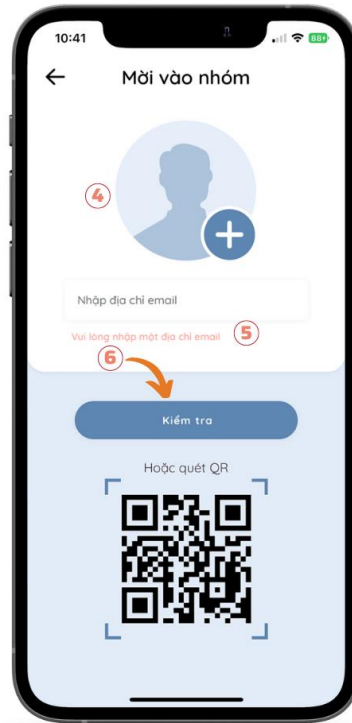 10:41
88+
Mời vào nhóm
4
Nhập địa chỉ email
Vui lòng nhập một địa chỉ email
5
6
Kiểm tra
Hoặc quét QR